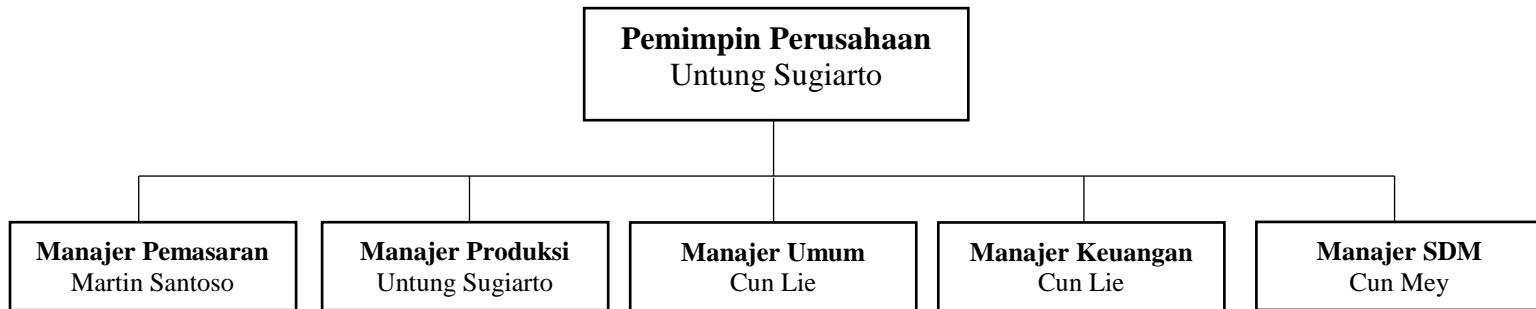 Pemimpin Perusahaan
Untung Sugiarto
Manajer Pemasaran
Martin Santoso
Manajer Produksi
Untung Sugiarto
Manajer Umum
Cun Lie
Manajer Keuangan
Cun Lie
Manajer SDM
Cun Mey